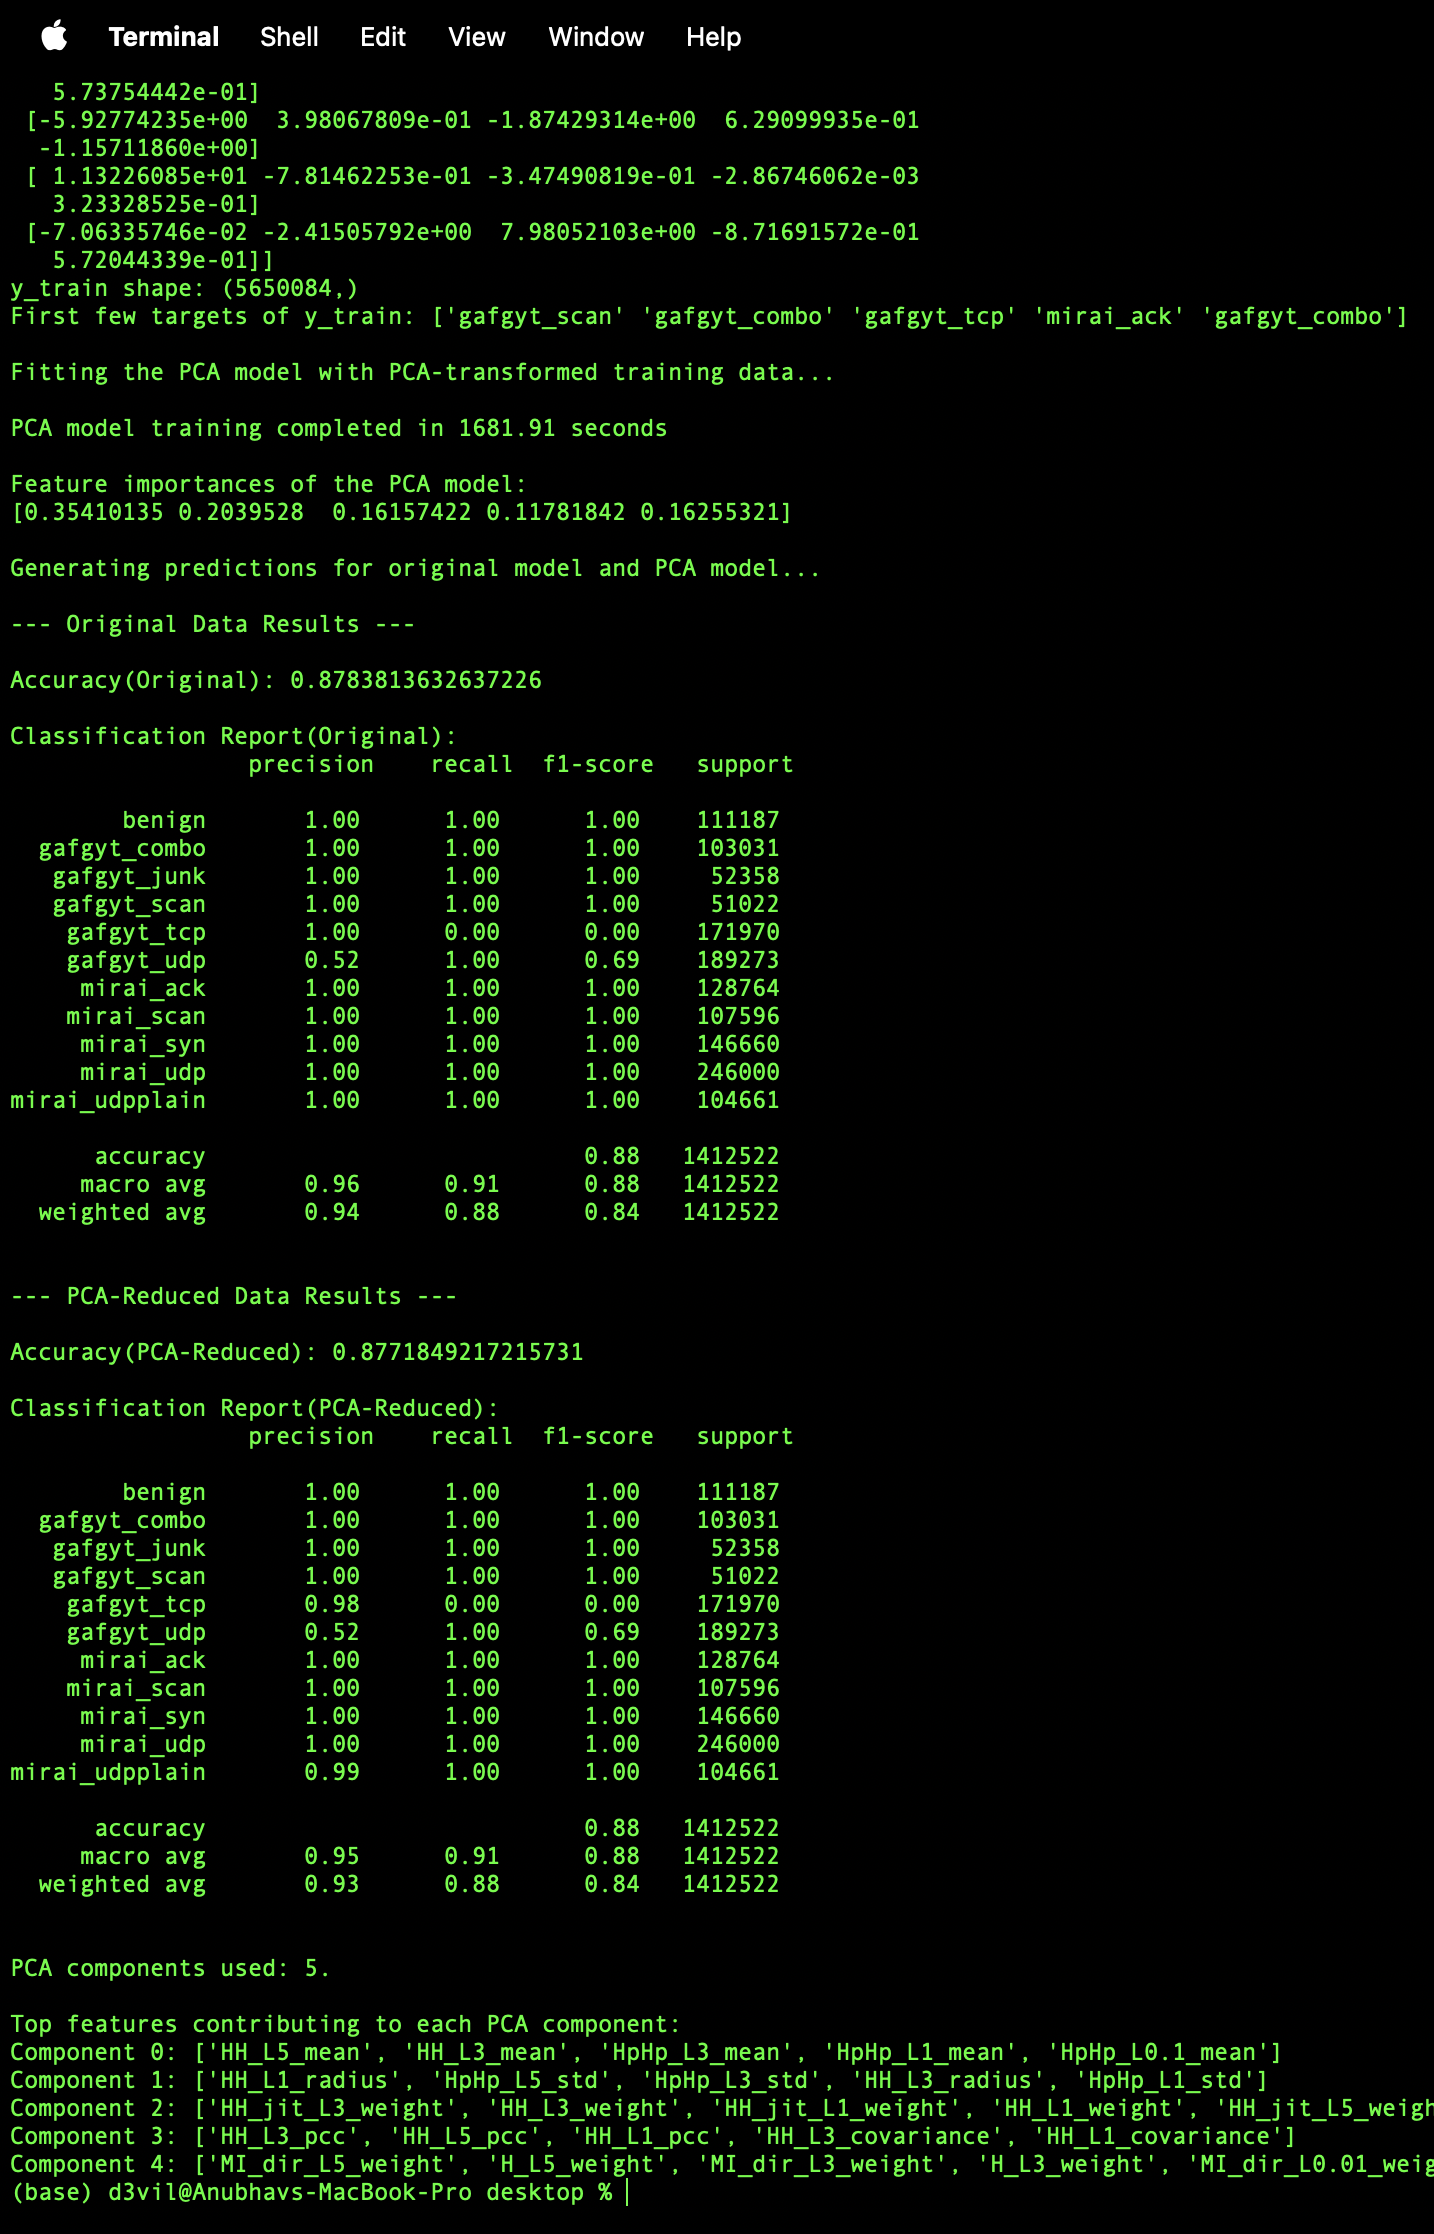 Terminal Shell Edit View Window Help
5.73754442e-01]
[-5.92774235e+00 3.98067809e-01 -1.87429314e+00 6.29099935e-01
-1.15711860e+00]
[ 1.13226085e+01 -7.81462253e-01 -3.47490819e-01 -2.86746062e-03
3.23328525e-01]
[-7.06335746e-02 -2.41505792e+00 7.98052103e+00 -8.71691572e-01
5.72044339e-01]]
y_train shape: (5650084,)
First few targets of y_train: ['gafgyt_scan' 'gafgyt_combo' 'gafgyt_tcp' 'mirai_ack' 'gafgyt_combo']
Fitting the PCA model with PCA-transformed training data...
PCA model training completed in 1681.91 seconds
Feature importances of the PCA model:
[0.35410135 0.2039528  0.16157422 0.11781842 0.16255321]
Generating predictions for original model and PCA model...
--- Original Data Results ---
Accuracy(Original): 0.8783813632637226
Classification Report(Original):
precision recall f1-score support
benign 1.00 1.00 1.00 111187
gafgyt_combo 1.00 1.00 1.00 103031
gafgyt_junk 1.00 1.00 1.00 52358
gafgyt_scan 1.00 1.00 1.00 51022
gafgyt_tcp 1.00 0.00 0.00 171970
gafgyt_udp 0.52 1.00 0.69 189273
mirai_ack 1.00 1.00 1.00 128764
mirai_scan 1.00 1.00 1.00 107596
mirai_syn 1.00 1.00 1.00 146660
mirai_udp 1.00 1.00 1.00 246000
mirai_udpplain 1.00 1.00 1.00 104661
accuracy 0.88 1412522
macro avg 0.96 0.91 0.88 1412522
weighted avg 0.94 0.88 0.84 1412522
--- PCA-Reduced Data Results ---
Accuracy(PCA-Reduced): 0.8771849217215731
Classification Report(PCA-Reduced):
precision recall f1-score support
benign 1.00 1.00 1.00 111187
gafgyt_combo 1.00 1.00 1.00 103031
gafgyt_junk 1.00 1.00 1.00 52358
gafgyt_scan 1.00 1.00 1.00 51022
gafgyt_tcp 0.98 0.00 0.00 171970
gafgyt_udp 0.52 1.00 0.69 189273
mirai_ack 1.00 1.00 1.00 128764
mirai_scan 1.00 1.00 1.00 107596
mirai_syn 1.00 1.00 1.00 146660
mirai_udp 1.00 1.00 1.00 246000
mirai_udpplain 0.99 1.00 1.00 104661
accuracy 0.88 1412522
macro avg 0.95 0.91 0.88 1412522
weighted avg 0.93 0.88 0.84 1412522
PCA components used: 5.
Top features contributing to each PCA component:
Component 0: ['HH_L5_mean', 'HH_L3_mean', 'HpHp_L3_mean', 'HpHp_L1_mean', 'HpHp_L0.1_mean']
Component 1: ['HH_L1_radius', 'HpHp_L5_std', 'HpHp_L3_std', 'HH_L3_radius', 'HpHp_L1_std']
Component 2: ['HH_jit_L3_weight', 'HH_L3_weight', 'HH_jit_L1_weight', 'HH_L1_weight', 'HH_jit_L5_weigh
Component 3: ['HH_L3_pcc', 'HH_L5_pcc', 'HH_L1_pcc', 'HH_L3_covariance', 'HH_L1_covariance']
Component 4: ['MI_dir_L5_weight', 'H_L5_weight', 'MI_dir_L3_weight', 'H_L3_weight', 'MI_dir_L0.01_weig
(base) d3vil@Anubhavs-MacBook-Pro desktop %